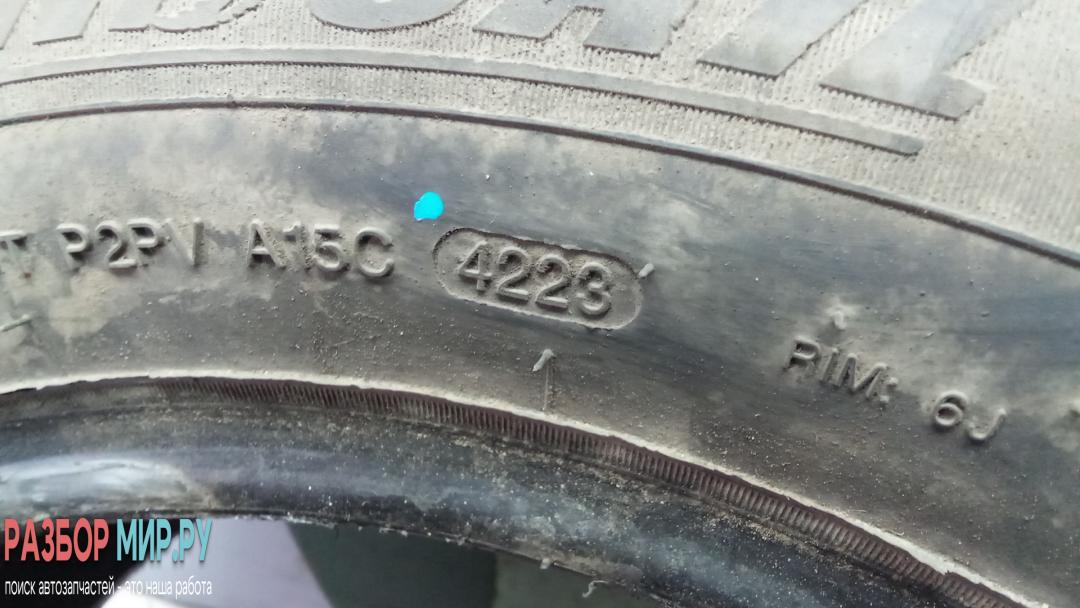 P2PV A15C 4223
RIM: 6J
РАЗБОР МИР.РУ
поиск автозапчастей - это наша работа